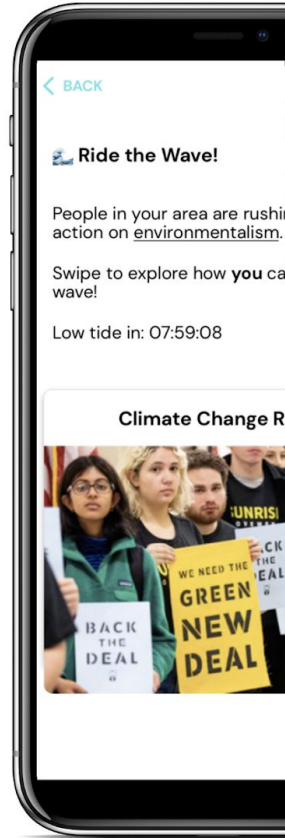 BACK
🌊 Ride the Wave!
People in your area are rushi
action on environmentalism.
Swipe to explore how you ca
wave!
Low tide in: 07:59:08
Climate Change R
SUNRIS
WE NEED THE
GREEN
NEW
DEAL
BACK
THE
DEAL
CK
THE
EAL